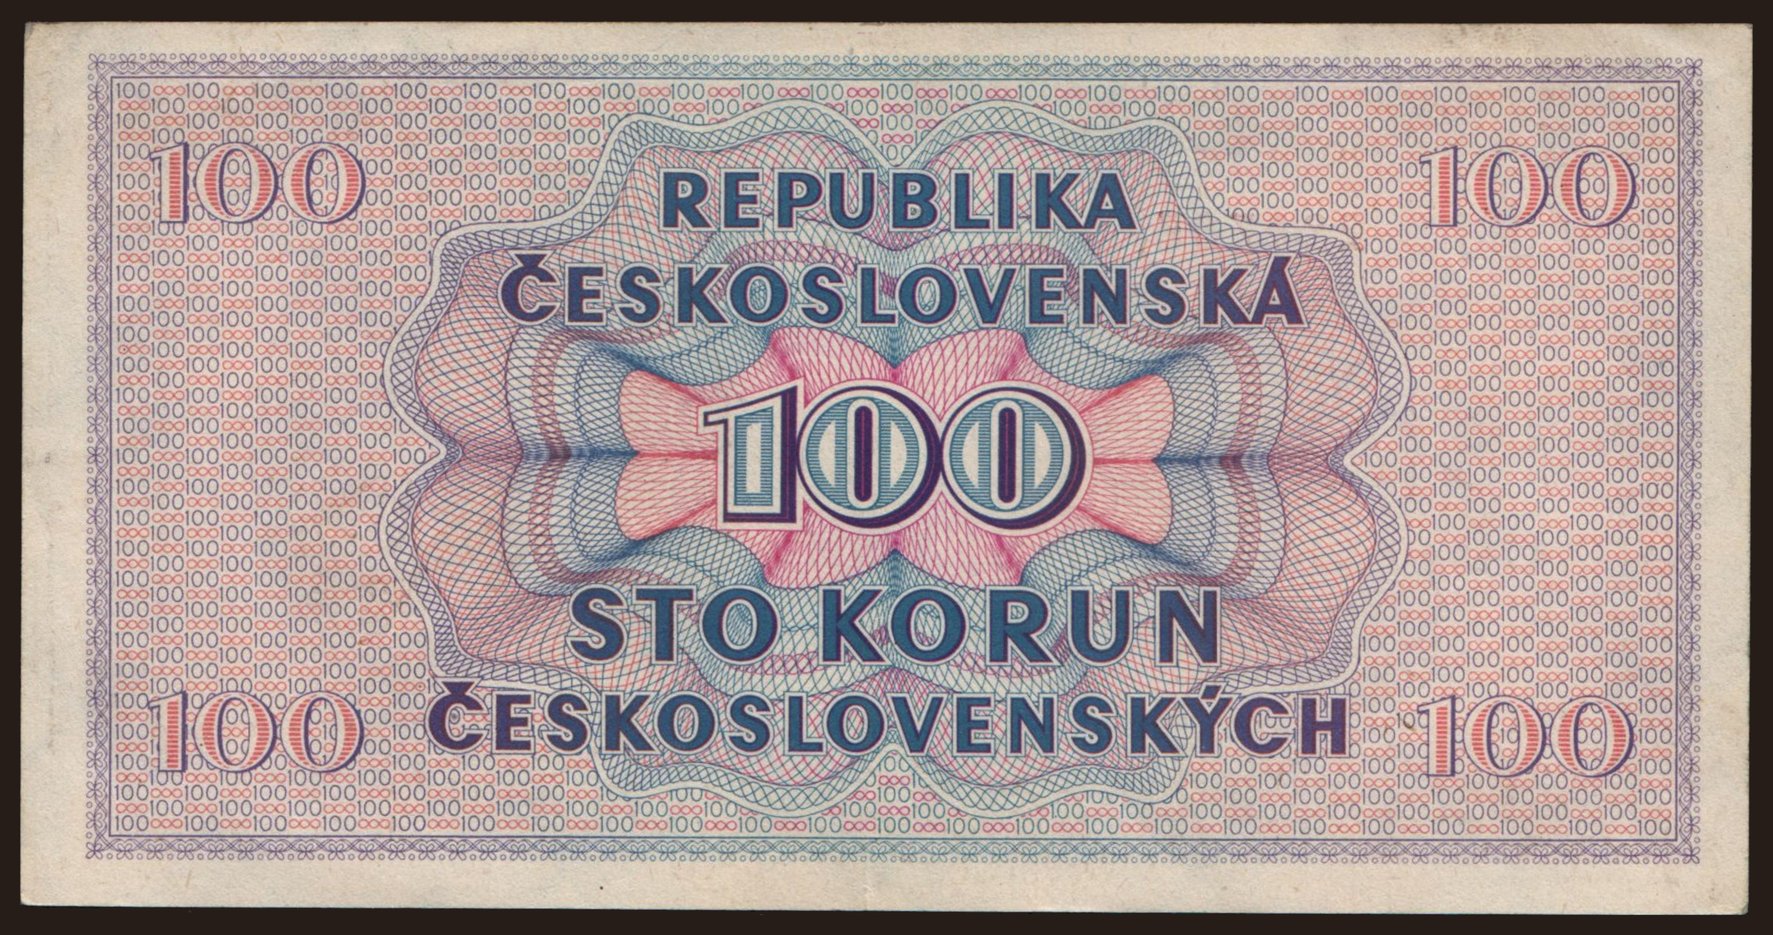 100 100
REPUBLIKA
ČESKOSLOVENSKÁ
100
STO KORUN
ČESKOSLOVENSKÝCH
100 100